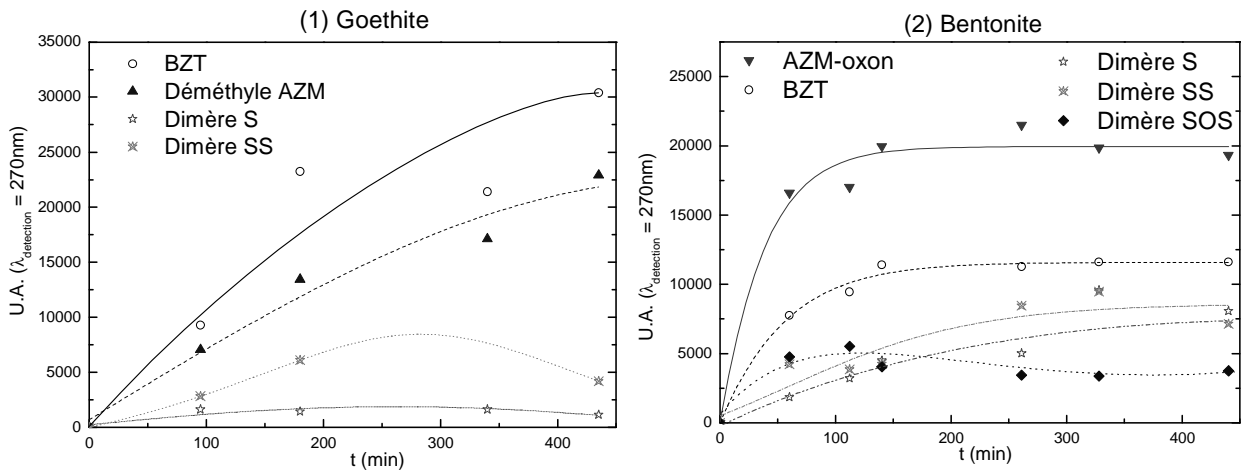 (1) Goethite
35000
30000
25000
20000
15000
10000
5000
0
U.A. (λdetection = 270nm)
BZT
Déméthyle AZM
Dimère S
Dimère SS
0 100 200 300 400
t (min)
(2) Bentonite
25000
20000
15000
10000
5000
0
U.A. (λdetection = 270nm)
AZM-oxon
BZT
Dimère S
Dimère SS
Dimère SOS
0 100 200 300 400
t (min)